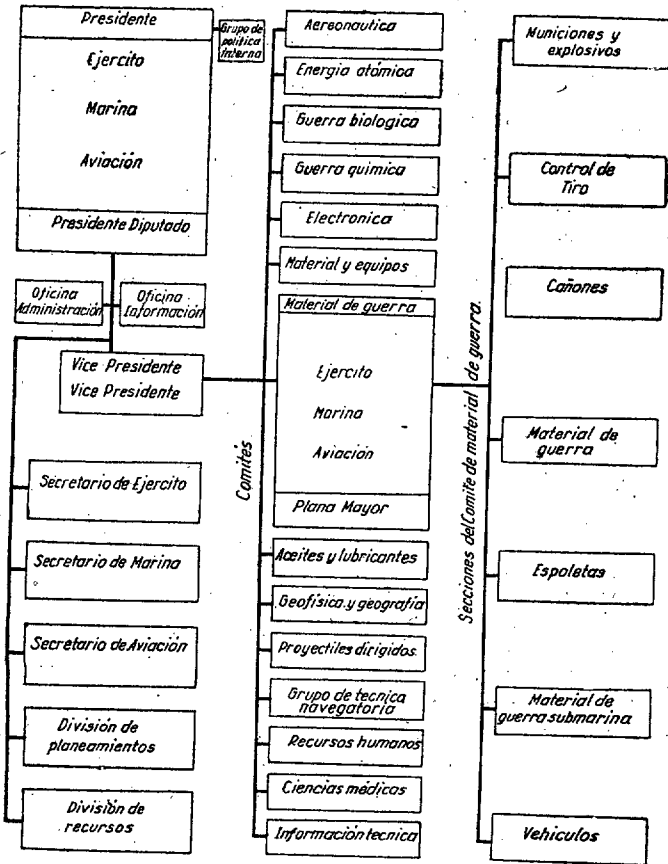 Presidente
Ejercito
Marina
Aviación
Presidente Diputado
Grupo de
política
Interna
Oficina
Administración
Oficina
Información
Vice Presidente
Vice Presidente
Secretario de Ejercito
Secretario de Marina
Secretario de Aviación
División de
planeamientos
División de
recursos
Comités
Aeronautica
Energía atómica
Guerra biologica
Guerra quimica
Electronica
Material y equipos
Material de guerra
Ejercito
Marina
Aviación
Plana Mayor
Aceites y lubricantes
Geofísica y geografía
Proyectiles dirigidos
Grupo de tecnica
navegatoria
Recursos humanos
Ciencias médicas
Información tecnica
Secciones del Comite de material de guerra.
Municiones y
explosivos
Control de
Tiro
Cañones
Material de
guerra
Espoletas
Material de
guerra submarina
Vehiculos